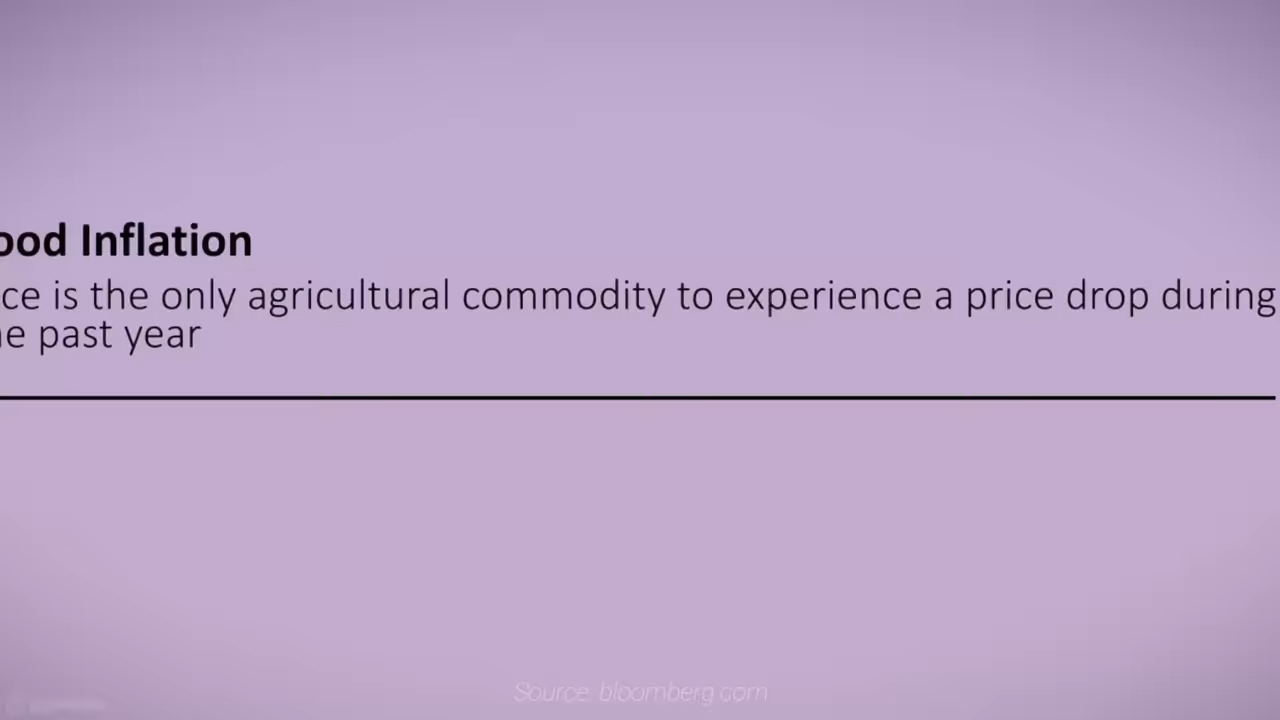 ood Inflation
ce is the only agricultural commodity to experience a price drop during
e past year
Source: bloomberg.com